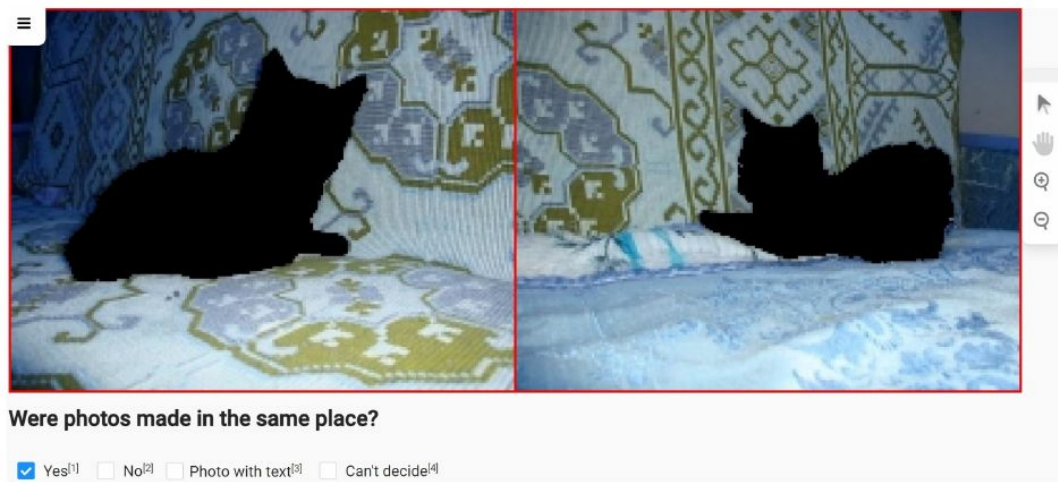 Were photos made in the same place?
Yes[1] No[2] Photo with text[3] Can't decide[4]